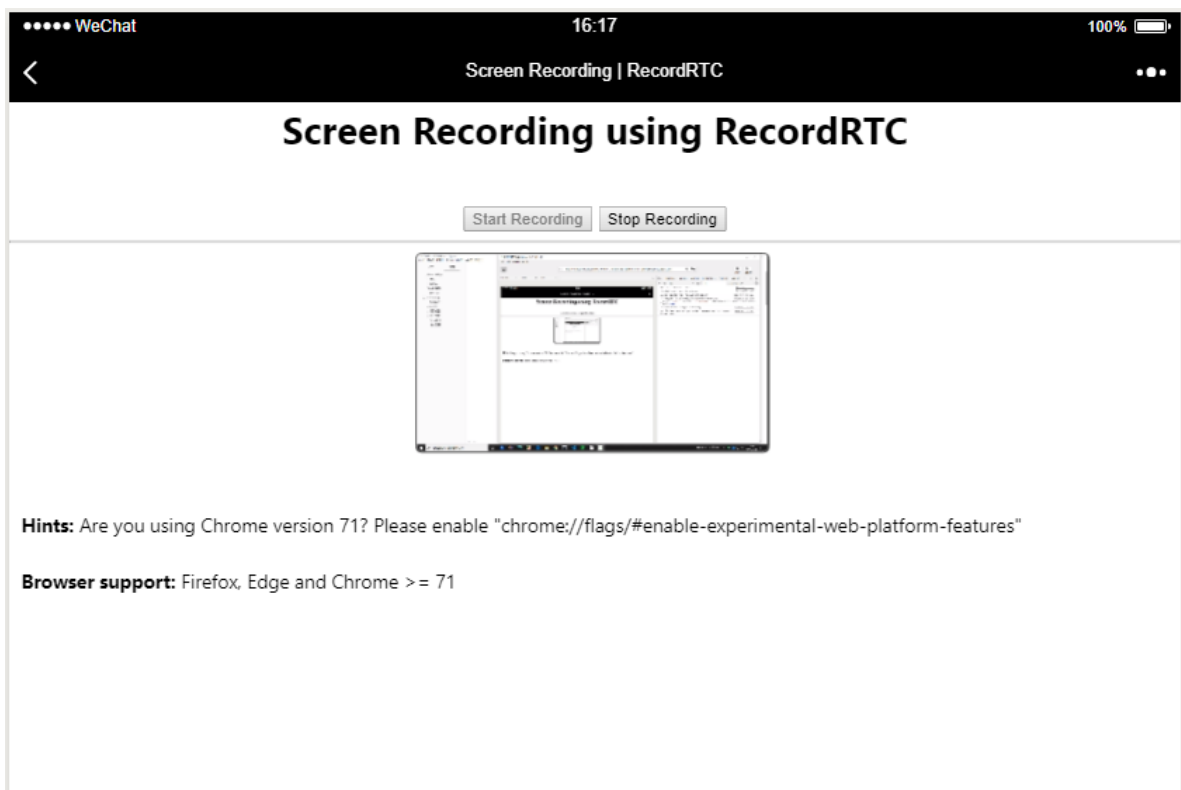 WeChat
16:17
100%
Screen Recording | RecordRTC
Screen Recording using RecordRTC
Start Recording
Stop Recording
Hints: Are you using Chrome version 71? Please enable "chrome://flags/#enable-experimental-web-platform-features"
Browser support: Firefox, Edge and Chrome >= 71